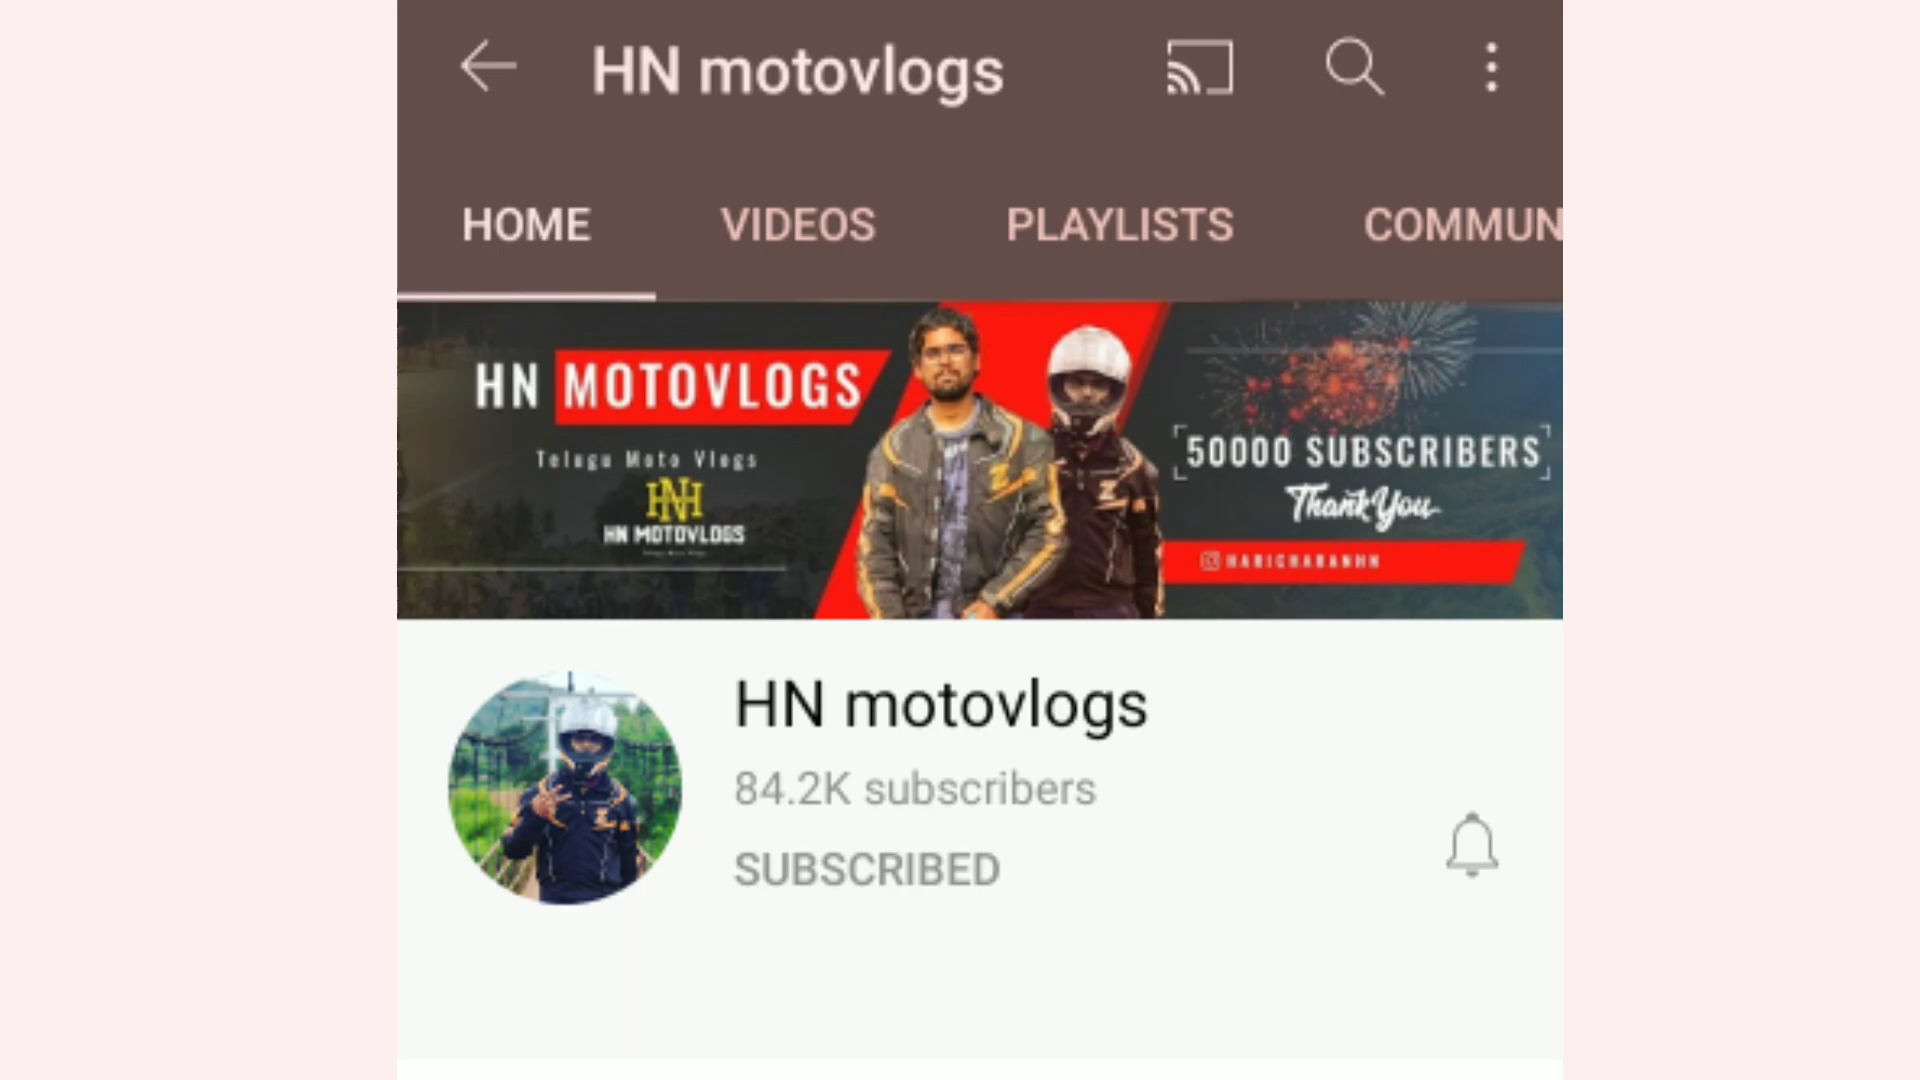 HN motovlogs
HOME VIDEOS PLAYLISTS COMMUN
HN MOTOVLOGS
Telugu Moto Vlogs
HN
HN MOTOVLOGS
50000 SUBSCRIBERS
Thank You
HARICHARANHN
HN motovlogs
84.2K subscribers
SUBSCRIBED